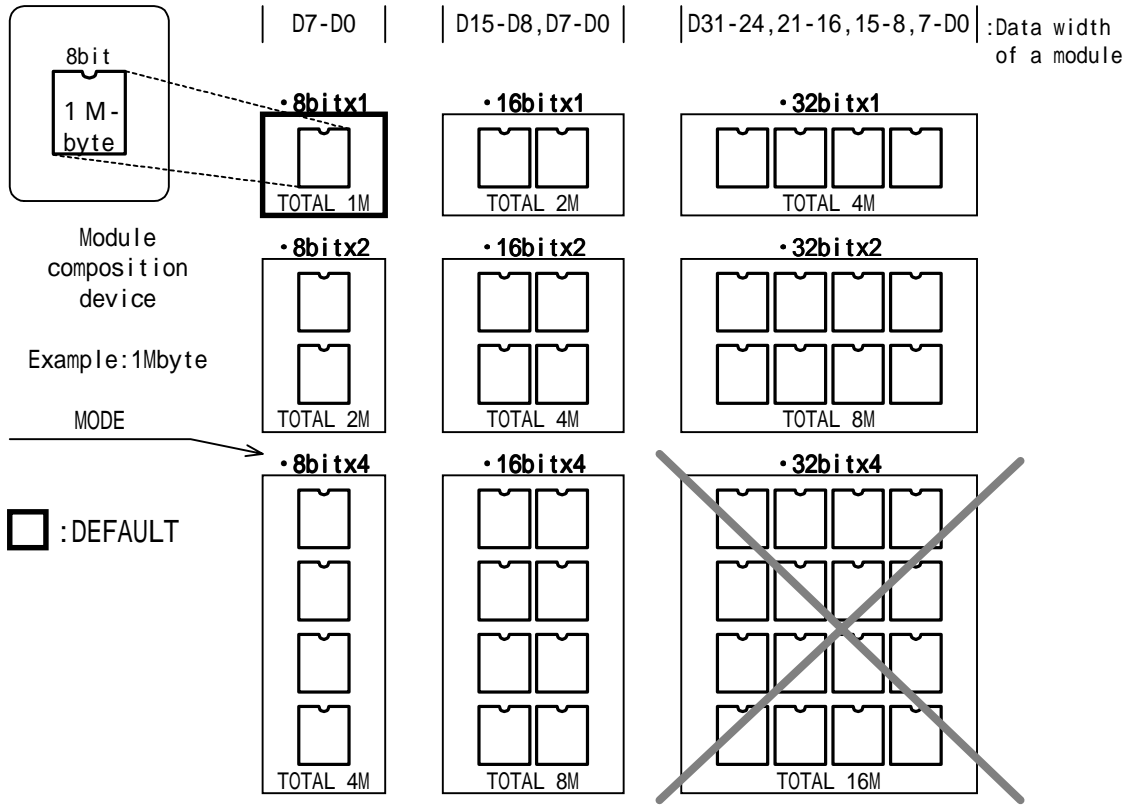 D7-D0
D15-D8,D7-D0
D31-24,21-16,15-8,7-D0
:Data width
of a module
8bit
1 M-
byte
・8bitx1
TOTAL 1M
・16bitx1
TOTAL 2M
・32bitx1
TOTAL 4M
Module
composition
device
Example:1Mbyte
・8bitx2
TOTAL 2M
・16bitx2
TOTAL 4M
・32bitx2
TOTAL 8M
MODE
:DEFAULT
・8bitx4
TOTAL 4M
・16bitx4
TOTAL 8M
・32bitx4
TOTAL 16M